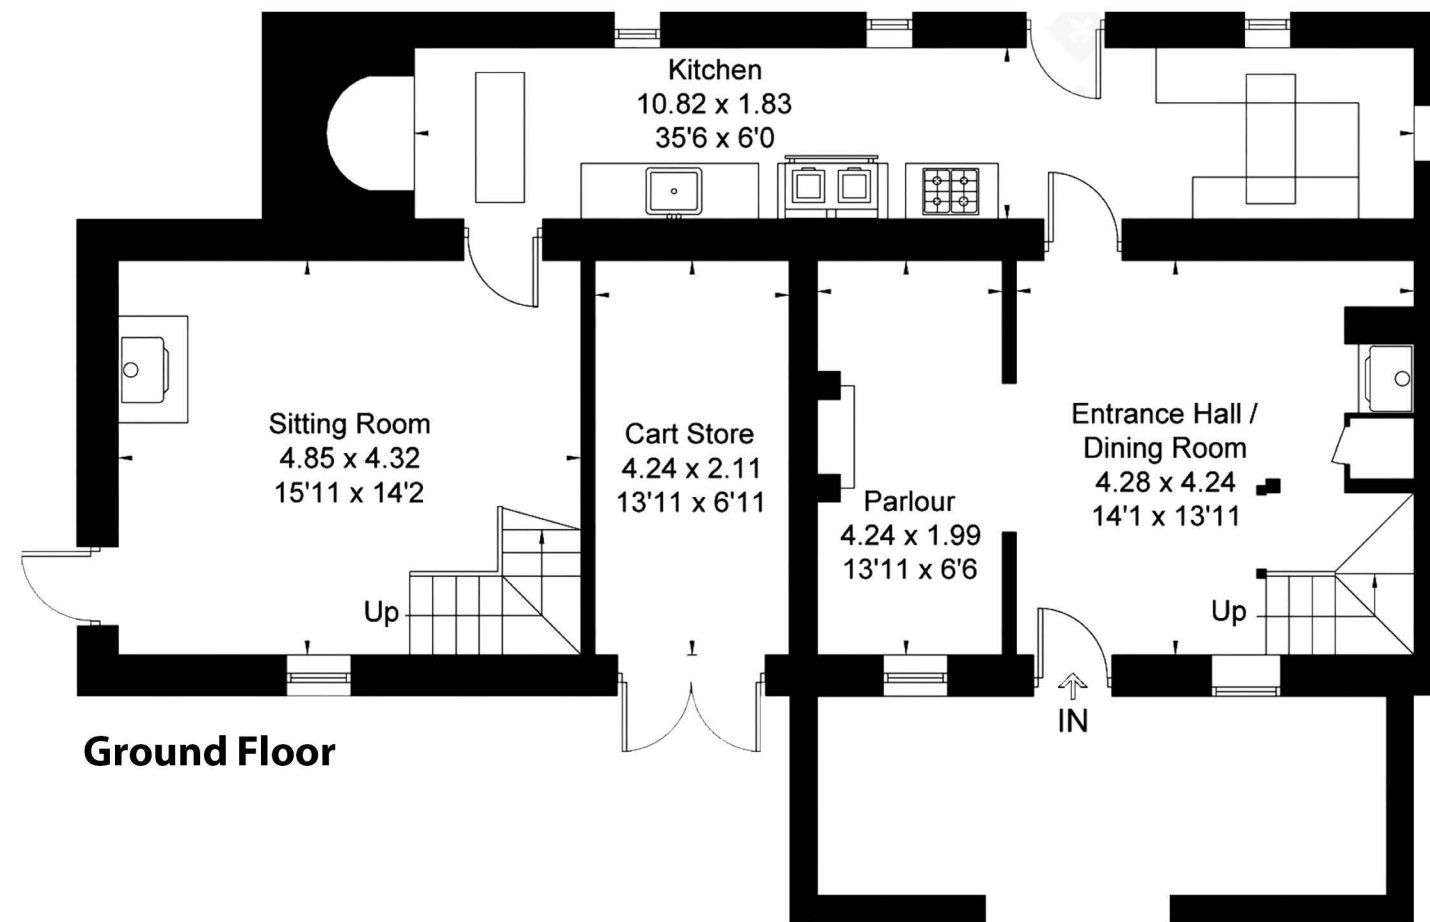 Kitchen
10.82 x 1.83
35'6 x 6'0
Sitting Room
4.85 x 4.32
15'11 x 14'2
Up
Cart Store
4.24 x 2.11
13'11 x 6'11
Parlour
4.24 x 1.99
13'11 x 6'6
Entrance Hall /
Dining Room
4.28 x 4.24
14'1 x 13'11
Up
IN
Ground Floor